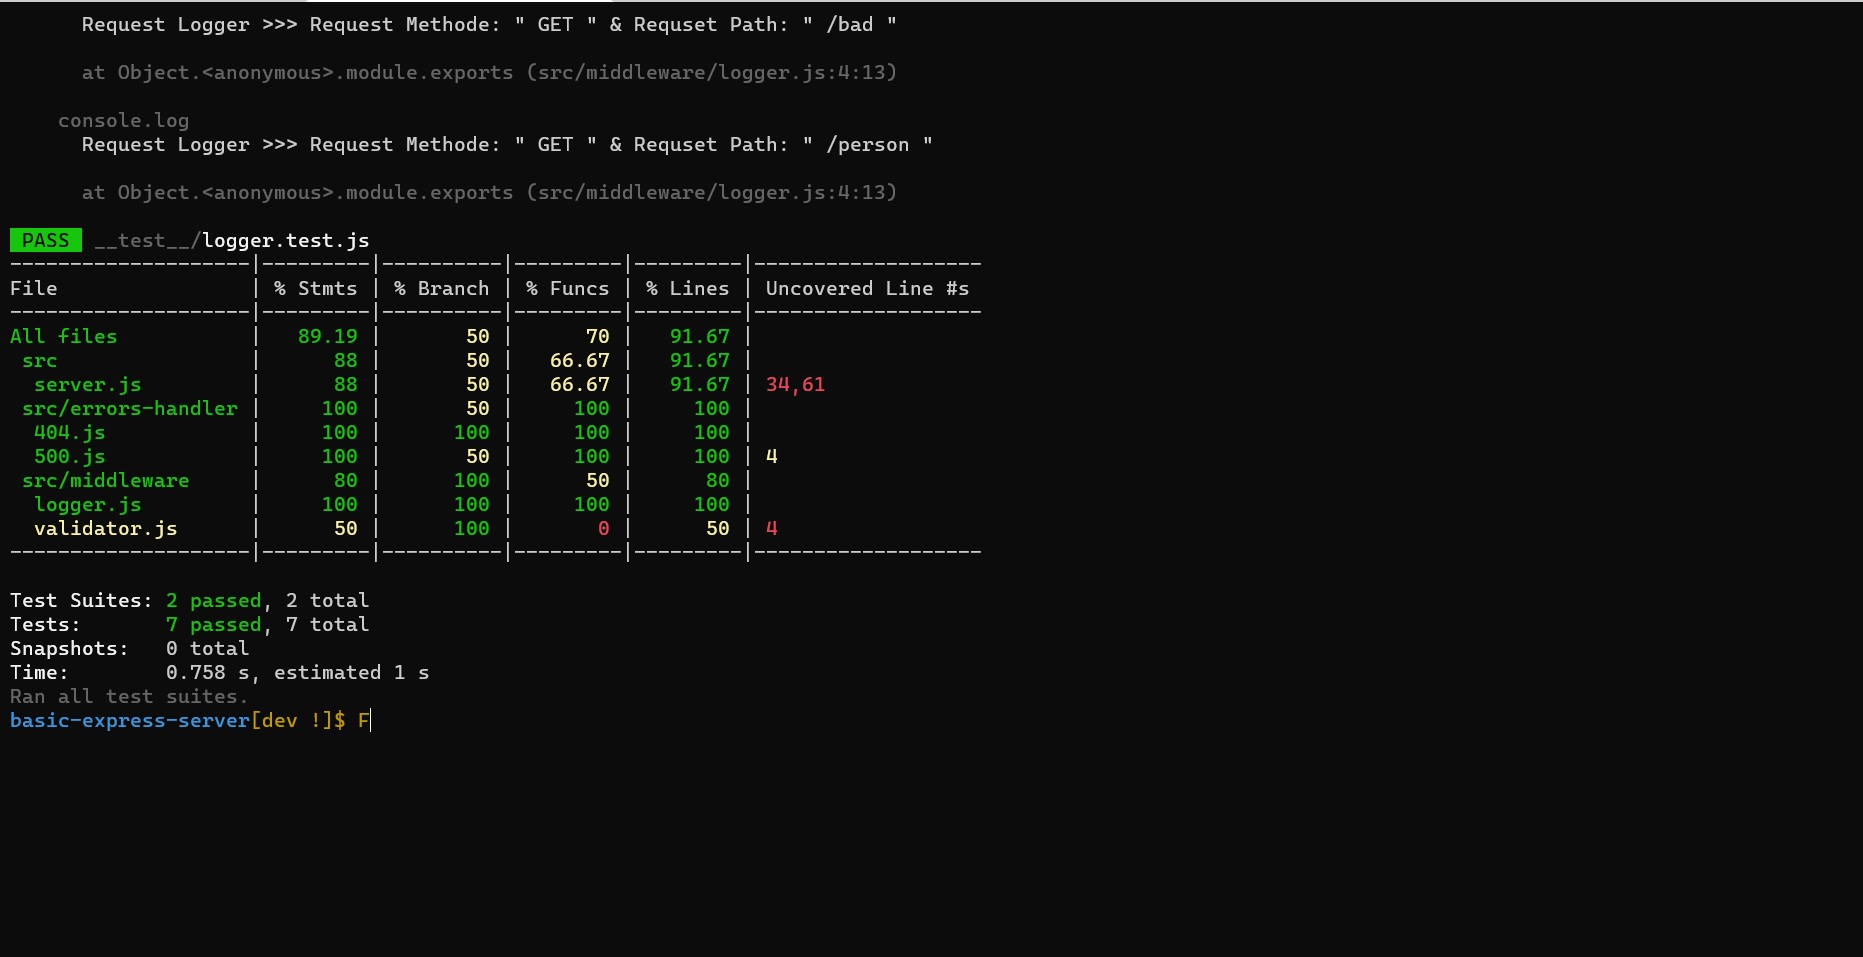 Request Logger >>> Request Methode: " GET " & Requset Path: " /bad "
at Object.<anonymous>.module.exports (src/middleware/logger.js:4:13)
console.log
Request Logger >>> Request Methode: " GET " & Requset Path: " /person "
at Object.<anonymous>.module.exports (src/middleware/logger.js:4:13)
PASS __test__/logger.test.js
--------------------|---------|----------|---------|---------|-------------------
File                | % Stmts | % Branch | % Funcs | % Lines | Uncovered Line #s
--------------------|---------|----------|---------|---------|-------------------
All files           |   89.19 |       50 |      70 |   91.67 |
 src                |      88 |       50 |   66.67 |   91.67 |
  server.js         |      88 |       50 |   66.67 |   91.67 | 34,61
 src/errors-handler |     100 |       50 |     100 |     100 |
  404.js            |     100 |      100 |     100 |     100 |
  500.js            |     100 |       50 |     100 |     100 | 4
 src/middleware     |      80 |      100 |      50 |      80 |
  logger.js         |     100 |      100 |     100 |     100 |
  validator.js      |      50 |      100 |       0 |      50 | 4
--------------------|---------|----------|---------|---------|-------------------
Test Suites: 2 passed, 2 total
Tests:       7 passed, 7 total
Snapshots:   0 total
Time:        0.758 s, estimated 1 s
Ran all test suites.
basic-express-server[dev !]$ F